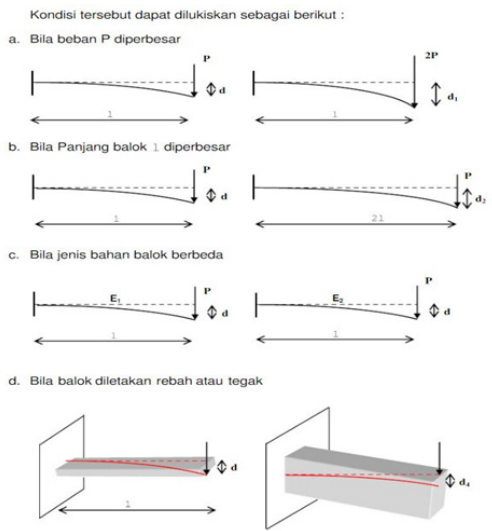 Kondisi tersebut dapat dilukiskan sebagai berikut :
a. Bila beban P diperbesar
P
2P
d
d₁
l
l
b. Bila Panjang balok l diperbesar
P
P
d
d₂
l
2l
c. Bila jenis bahan balok berbeda
P
P
E₁
E₂
d
d
l
l
d. Bila balok diletakan rebah atau tegak
d
d₄
l